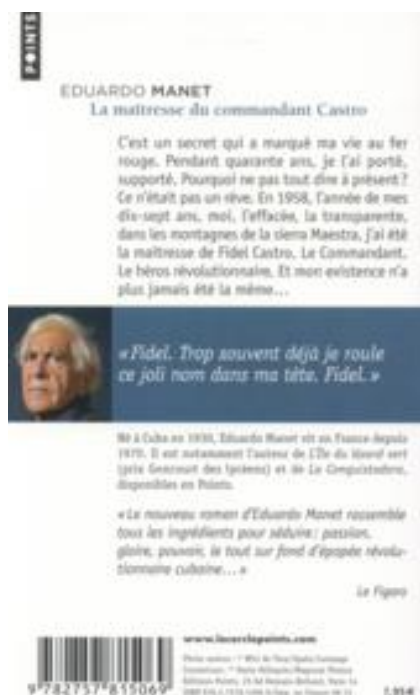 POINTS
EDUARDO MANET
La maîtresse du commandant Castro
C'est un secret qui a marqué ma vie au fer
rouge. Pendant quarante ans, je l'ai porté,
supporté. Pourquoi ne pas tout dire à présent ?
Ce n'était pas un rêve. En 1958, l'année de mes
dix-sept ans, moi, l'effacée, la transparente,
dans les montagnes de la sierra Maestra, j'ai été
la maîtresse de Fidel Castro. Le Commandant.
Le héros révolutionnaire. Et mon existence n'a
plus jamais été la même…
« Fidel. Trop souvent déjà je roule
ce joli nom dans ma tête. Fidel. »
Né à Cuba en 1930, Eduardo Manet vit en France depuis
Il est notamment l'auteur de L'Île du lézard vert
(prix Goncourt des lycéens) et de La Conquistadora,
disponibles en Points.
« Le nouveau roman d'Eduardo Manet rassemble
tous les ingrédients pour séduire : passion,
gloire, pouvoir, le tout sur fond d'épopée révolu-
tionnaire cubaine… »
Le Figaro
www.lecerclepoints.com
9 782757 815069